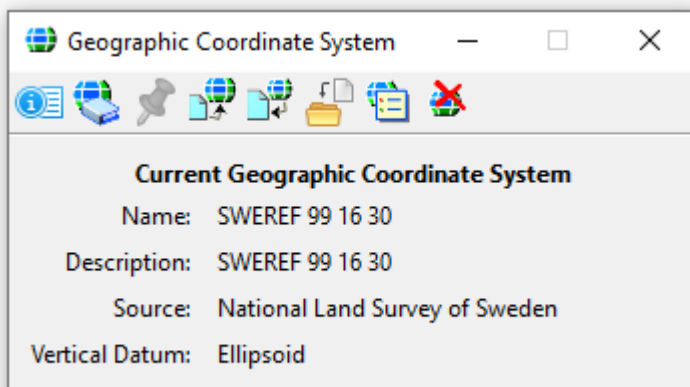 Geographic Coordinate System
Current Geographic Coordinate System
Name: SWEREF 99 16 30
Description: SWEREF 99 16 30
Source: National Land Survey of Sweden
Vertical Datum: Ellipsoid